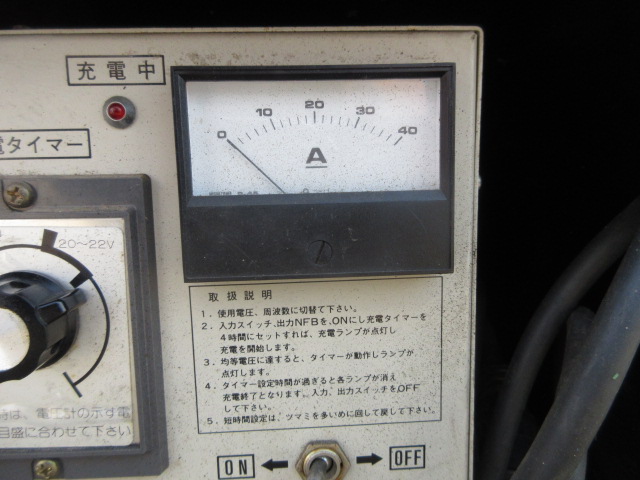 充電中
0 10 20 30 40
A
電タイマー
20〜22V
取扱説明
1. 使用電圧、周波数に切替て下さい。
2. 入力スイッチ、出力NFBを、ONにし充電タイマーを
4時間にセットすれば、充電ランプが点灯し
充電を開始します。
3. 均等電圧に達すると、タイマーが動作しランプが、
点灯します。
4. タイマー設定時間が過ぎると各ランプが消え
充電終了となります。入力、出力スイッチをOFF
して下さい。
5. 短時間設定は、ツマミを多いめに回して戻して下さい。
は、電圧計の示す電
目盛に合わせて下さい
ON OFF